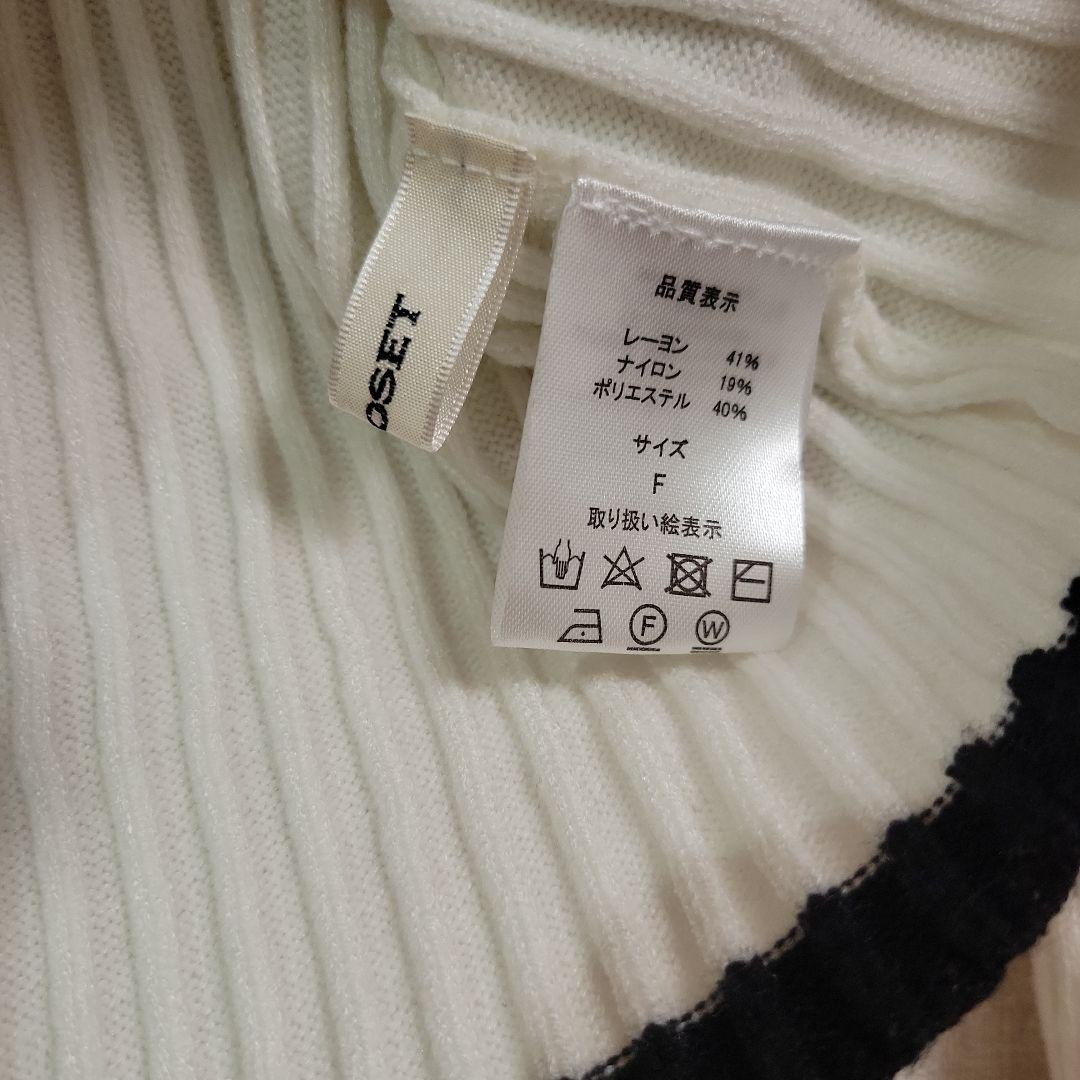 OSEY
品質表示
レーヨン 41%
ナイロン 19%
ポリエステル 40%
サイズ
F
取り扱い絵表示
F W